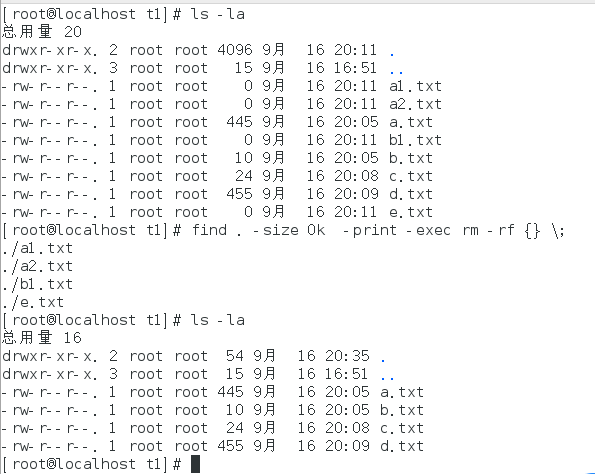 [root@localhost t1]# ls -la
总用量 20
drwxr-xr-x. 2 root root 4096 9月  16 20:11 .
drwxr-xr-x. 3 root root   15 9月  16 16:51 ..
-rw-r--r--. 1 root root    0 9月  16 20:11 a1.txt
-rw-r--r--. 1 root root    0 9月  16 20:11 a2.txt
-rw-r--r--. 1 root root  445 9月  16 20:05 a.txt
-rw-r--r--. 1 root root    0 9月  16 20:11 b1.txt
-rw-r--r--. 1 root root   10 9月  16 20:05 b.txt
-rw-r--r--. 1 root root   24 9月  16 20:08 c.txt
-rw-r--r--. 1 root root  455 9月  16 20:09 d.txt
-rw-r--r--. 1 root root    0 9月  16 20:11 e.txt
[root@localhost t1]# find . -size 0k  -print -exec rm -rf {} \;
./a1.txt
./a2.txt
./b1.txt
./e.txt
[root@localhost t1]# ls -la
总用量 16
drwxr-xr-x. 2 root root  54 9月  16 20:35 .
drwxr-xr-x. 3 root root  15 9月  16 16:51 ..
-rw-r--r--. 1 root root 445 9月  16 20:05 a.txt
-rw-r--r--. 1 root root  10 9月  16 20:05 b.txt
-rw-r--r--. 1 root root  24 9月  16 20:08 c.txt
-rw-r--r--. 1 root root 455 9月  16 20:09 d.txt
[root@localhost t1]#